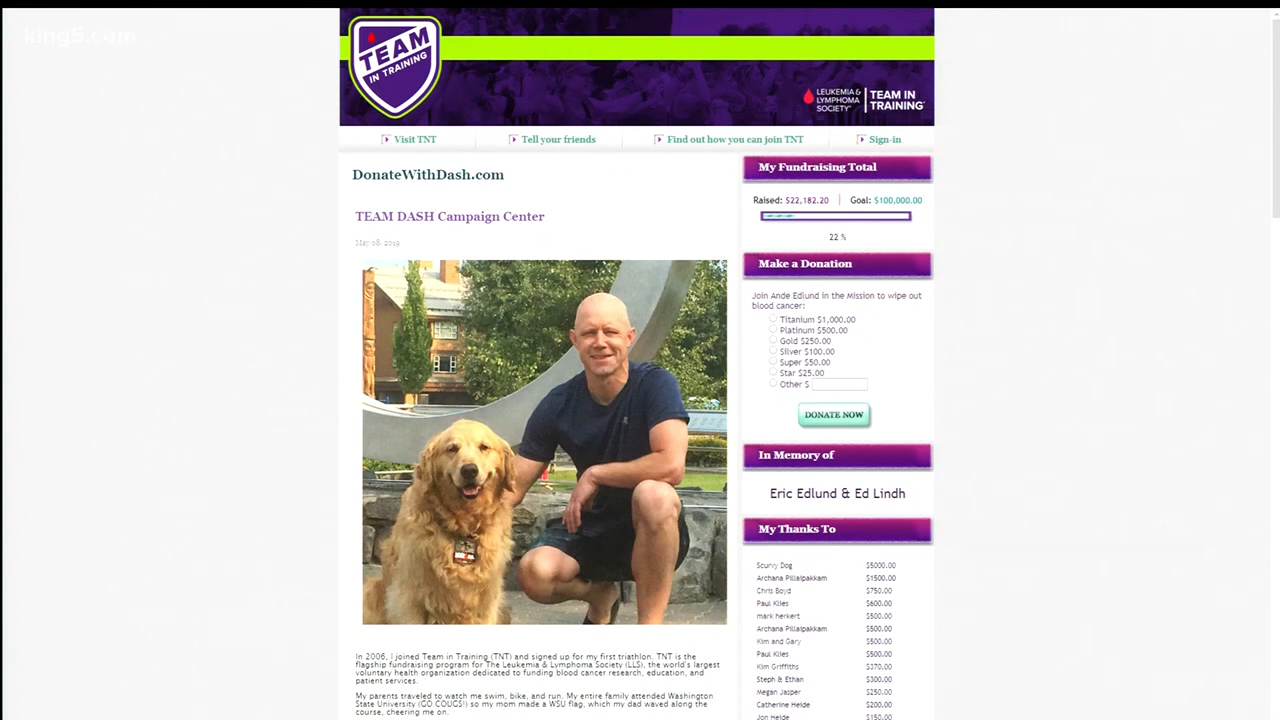 king5.com
TEAM
IN TRAINING
LEUKEMIA &
LYMPHOMA
SOCIETY
TEAM IN
TRAINING
Visit TNT
Tell your friends
Find out how you can join TNT
Sign-in
DonateWithDash.com
TEAM DASH Campaign Center
May 08, 2019
In 2006, I joined Team in Training (TNT) and signed up for my first triathlon. TNT is the
flagship fundraising program for The Leukemia & Lymphoma Society (LLS), the world's largest
voluntary health organization dedicated to funding blood cancer research, education, and
patient services.
My parents traveled to watch me swim, bike, and run. My entire family attended Washington
State University (GO COUGS!) so my mom made a WSU flag, which my dad waved along the
course, cheering me on.
My Fundraising Total
Raised: $22,182.20 | Goal: $100,000.00
22 %
Make a Donation
Join Ande Edlund in the Mission to wipe out
blood cancer:
Titanium $1,000.00
Platinum $500.00
Gold $250.00
Silver $100.00
Super $50.00
Star $25.00
Other $
DONATE NOW
In Memory of
Eric Edlund & Ed Lindh
My Thanks To
Scurvy Dog $5000.00
Archana Pillaipakkam $1500.00
Chris Boyd $750.00
Paul Klies $600.00
mark herkert $500.00
Archana Pillaipakkam $500.00
Kim and Gary $500.00
Paul Klies $500.00
Kim Griffiths $370.00
Steph & Ethan $300.00
Megan Jasper $250.00
Catherine Heide $200.00
Jon Heide $150.00